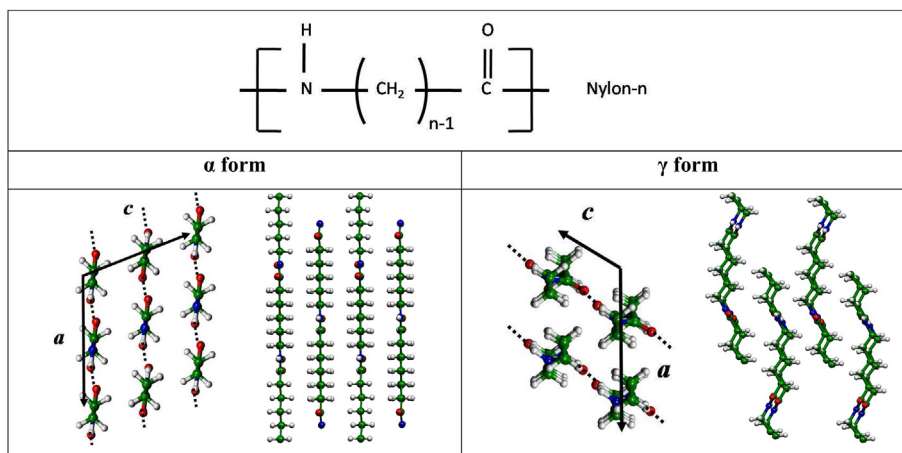 H
O
N
(CH₂)
C
Nylon-n
n-1
α form
γ form
c
a
c
a